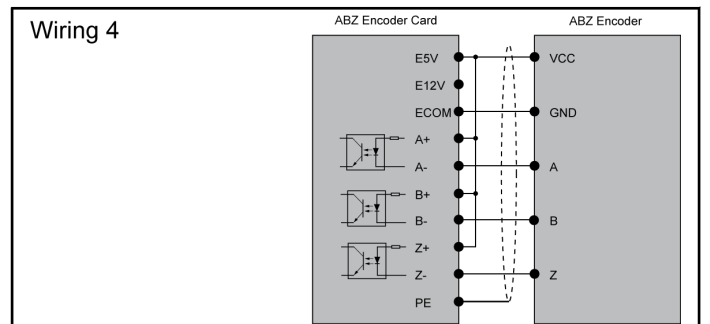 Wiring 4
ABZ Encoder Card
ABZ Encoder
E5V
VCC
E12V
ECOM
GND
A+
A-
A
B+
B-
B
Z+
Z-
Z
PE